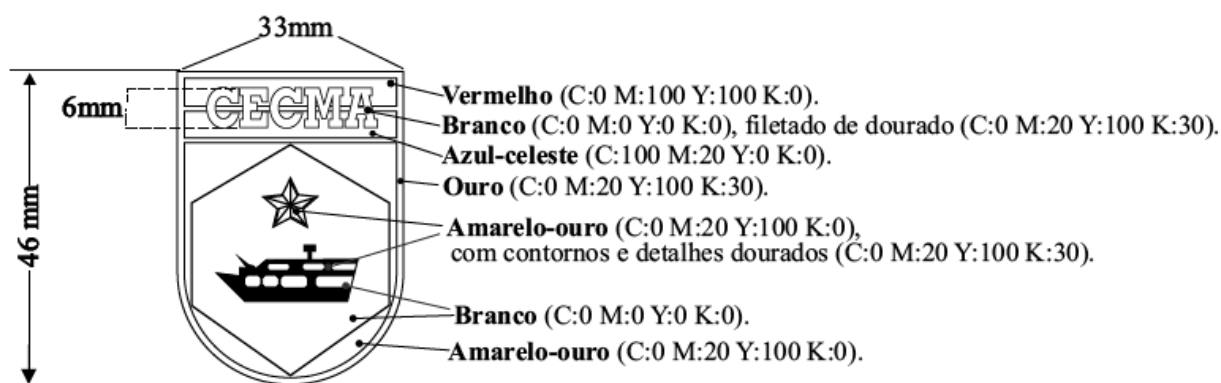 33mm
46 mm
6mm
CECMA
Vermelho (C:0 M:100 Y:100 K:0).
Branco (C:0 M:0 Y:0 K:0), filetado de dourado (C:0 M:20 Y:100 K:30).
Azul-celeste (C:100 M:20 Y:0 K:0).
Ouro (C:0 M:20 Y:100 K:30).
Amarelo-ouro (C:0 M:20 Y:100 K:0),
com contornos e detalhes dourados (C:0 M:20 Y:100 K:30).
Branco (C:0 M:0 Y:0 K:0).
Amarelo-ouro (C:0 M:20 Y:100 K:0).